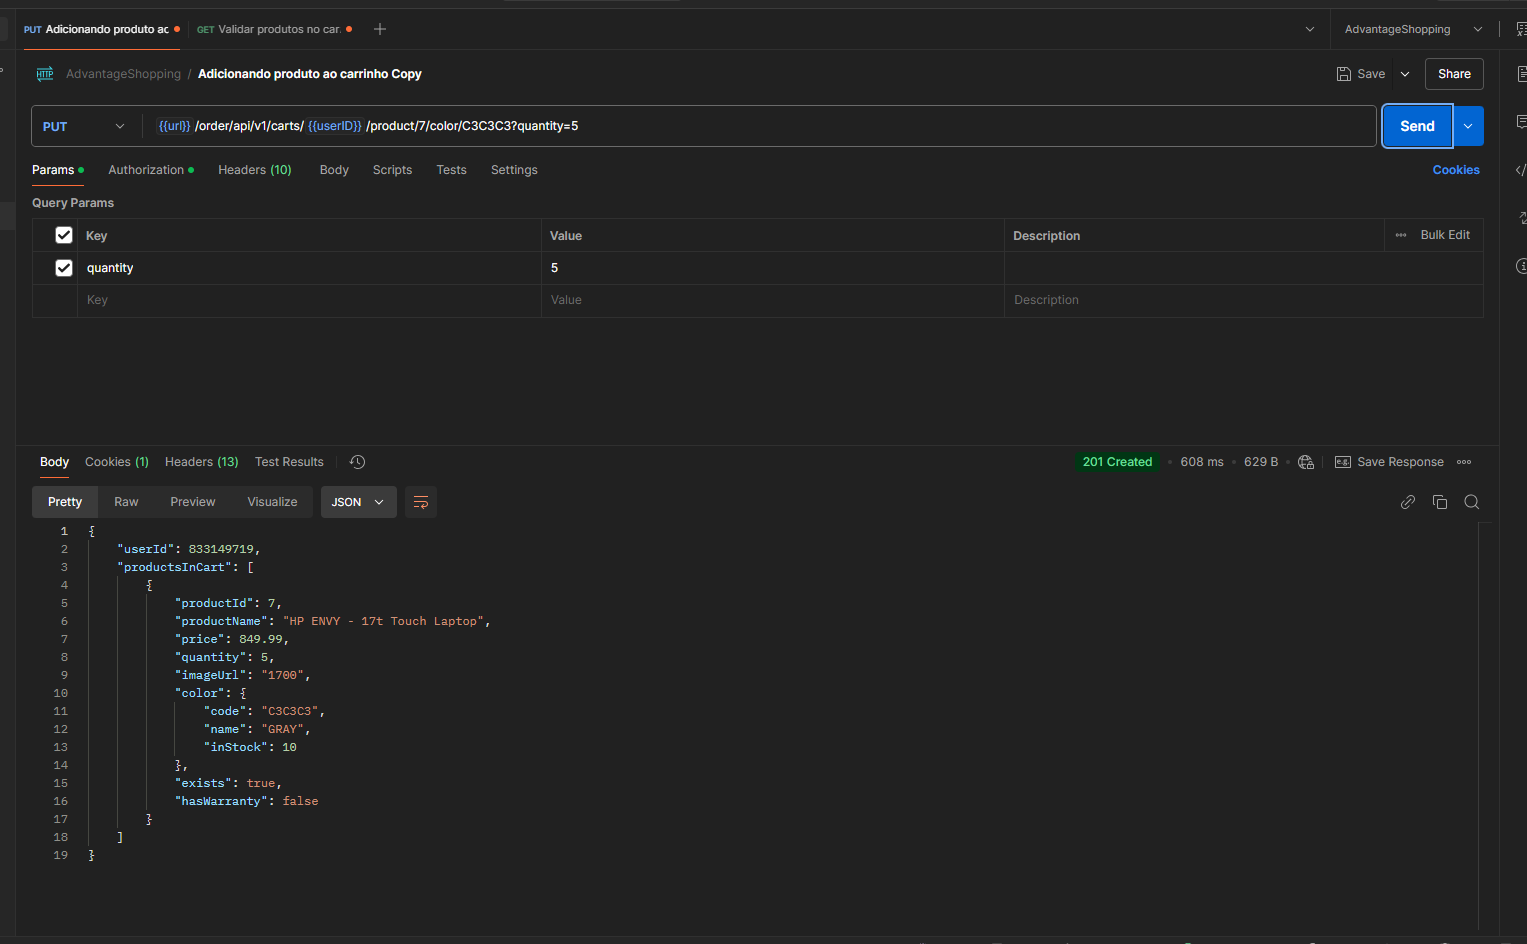 PUT Adicionando produto ac GET Validar produtos no car AdvantageShopping
HTTP AdvantageShopping / Adicionando produto ao carrinho Copy Save Share
PUT {{url}} /order/api/v1/carts/ {{userID}} /product/7/color/C3C3C3?quantity=5 Send
Params Authorization Headers (10) Body Scripts Tests Settings Cookies
Query Params
Key Value Description Bulk Edit
quantity 5
Key Value Description
Body Cookies (1) Headers (13) Test Results 201 Created 608 ms 629 B e.g. Save Response
Pretty Raw Preview Visualize JSON
1 {
2 "userId": 833149719,
3 "productsInCart": [
4 {
5 "productId": 7,
6 "productName": "HP ENVY - 17t Touch Laptop",
7 "price": 849.99,
8 "quantity": 5,
9 "imageUrl": "1700",
10 "color": {
11 "code": "C3C3C3",
12 "name": "GRAY",
13 "inStock": 10
14 },
15 "exists": true,
16 "hasWarranty": false
17 }
18 ]
19 }